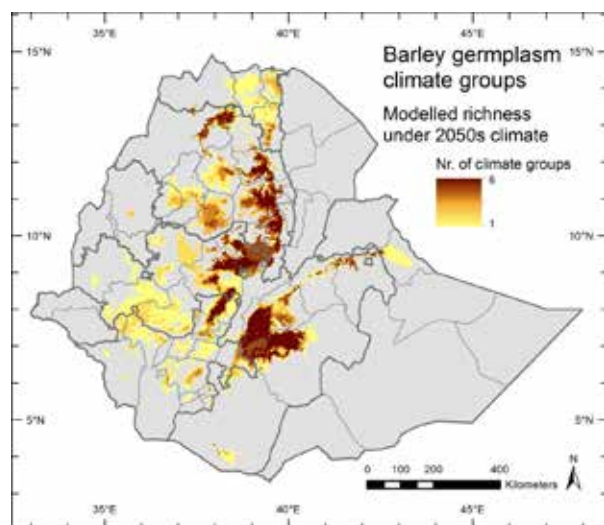 35°E 40°E 45°E
15°N 15°N
Barley germplasm
climate groups
Modelled richness
under 2050s climate
Nr. of climate groups
6
1
10°N 10°N
5°N 5°N
N
0 100 200 400
Kilometers
35°E 40°E 45°E